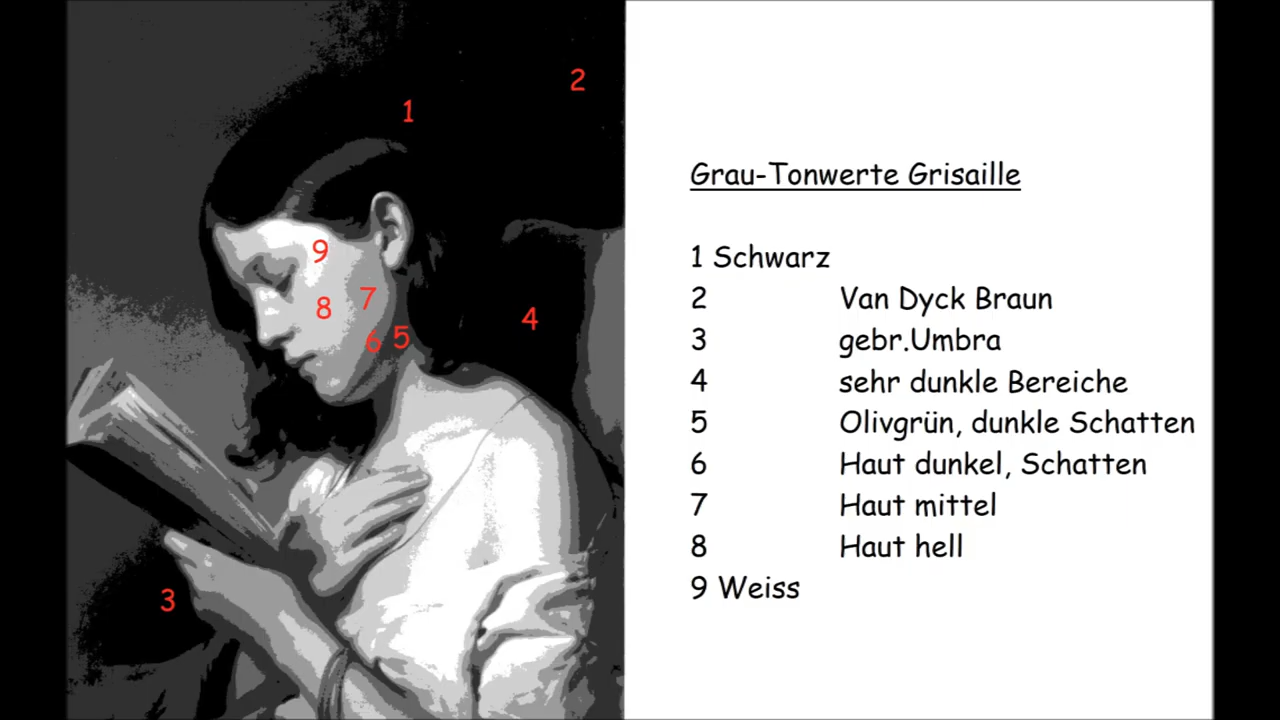 2
1
9
8
7
6
5
4
3
Grau-Tonwerte Grisaille
1 Schwarz
2 Van Dyck Braun
3 gebr.Umbra
4 sehr dunkle Bereiche
5 Olivgrün, dunkle Schatten
6 Haut dunkel, Schatten
7 Haut mittel
8 Haut hell
9 Weiss